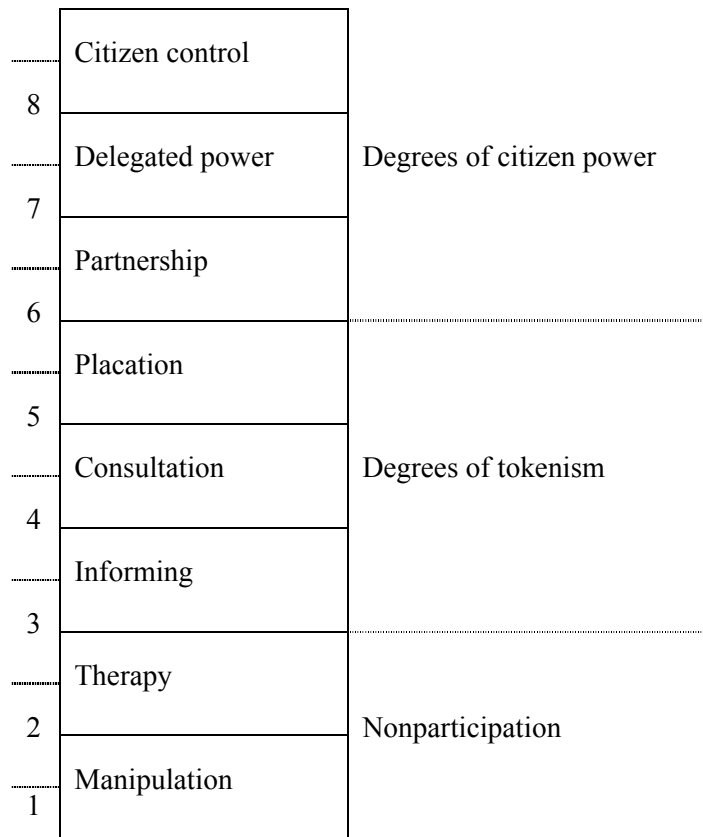 Citizen control
8
Delegated power Degrees of citizen power
7
Partnership
6
Placation
5
Consultation Degrees of tokenism
4
Informing
3
Therapy
2 Nonparticipation
Manipulation
1